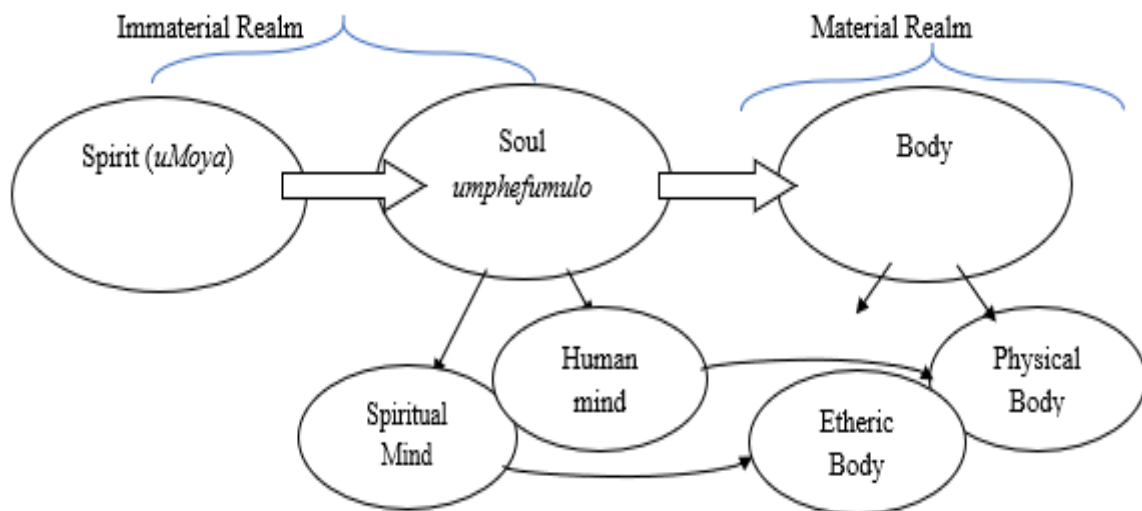 Immaterial Realm
Material Realm
Spirit (uMoya)
Soul
umphefumulo
Body
Human
mind
Physical
Body
Spiritual
Mind
Etheric
Body